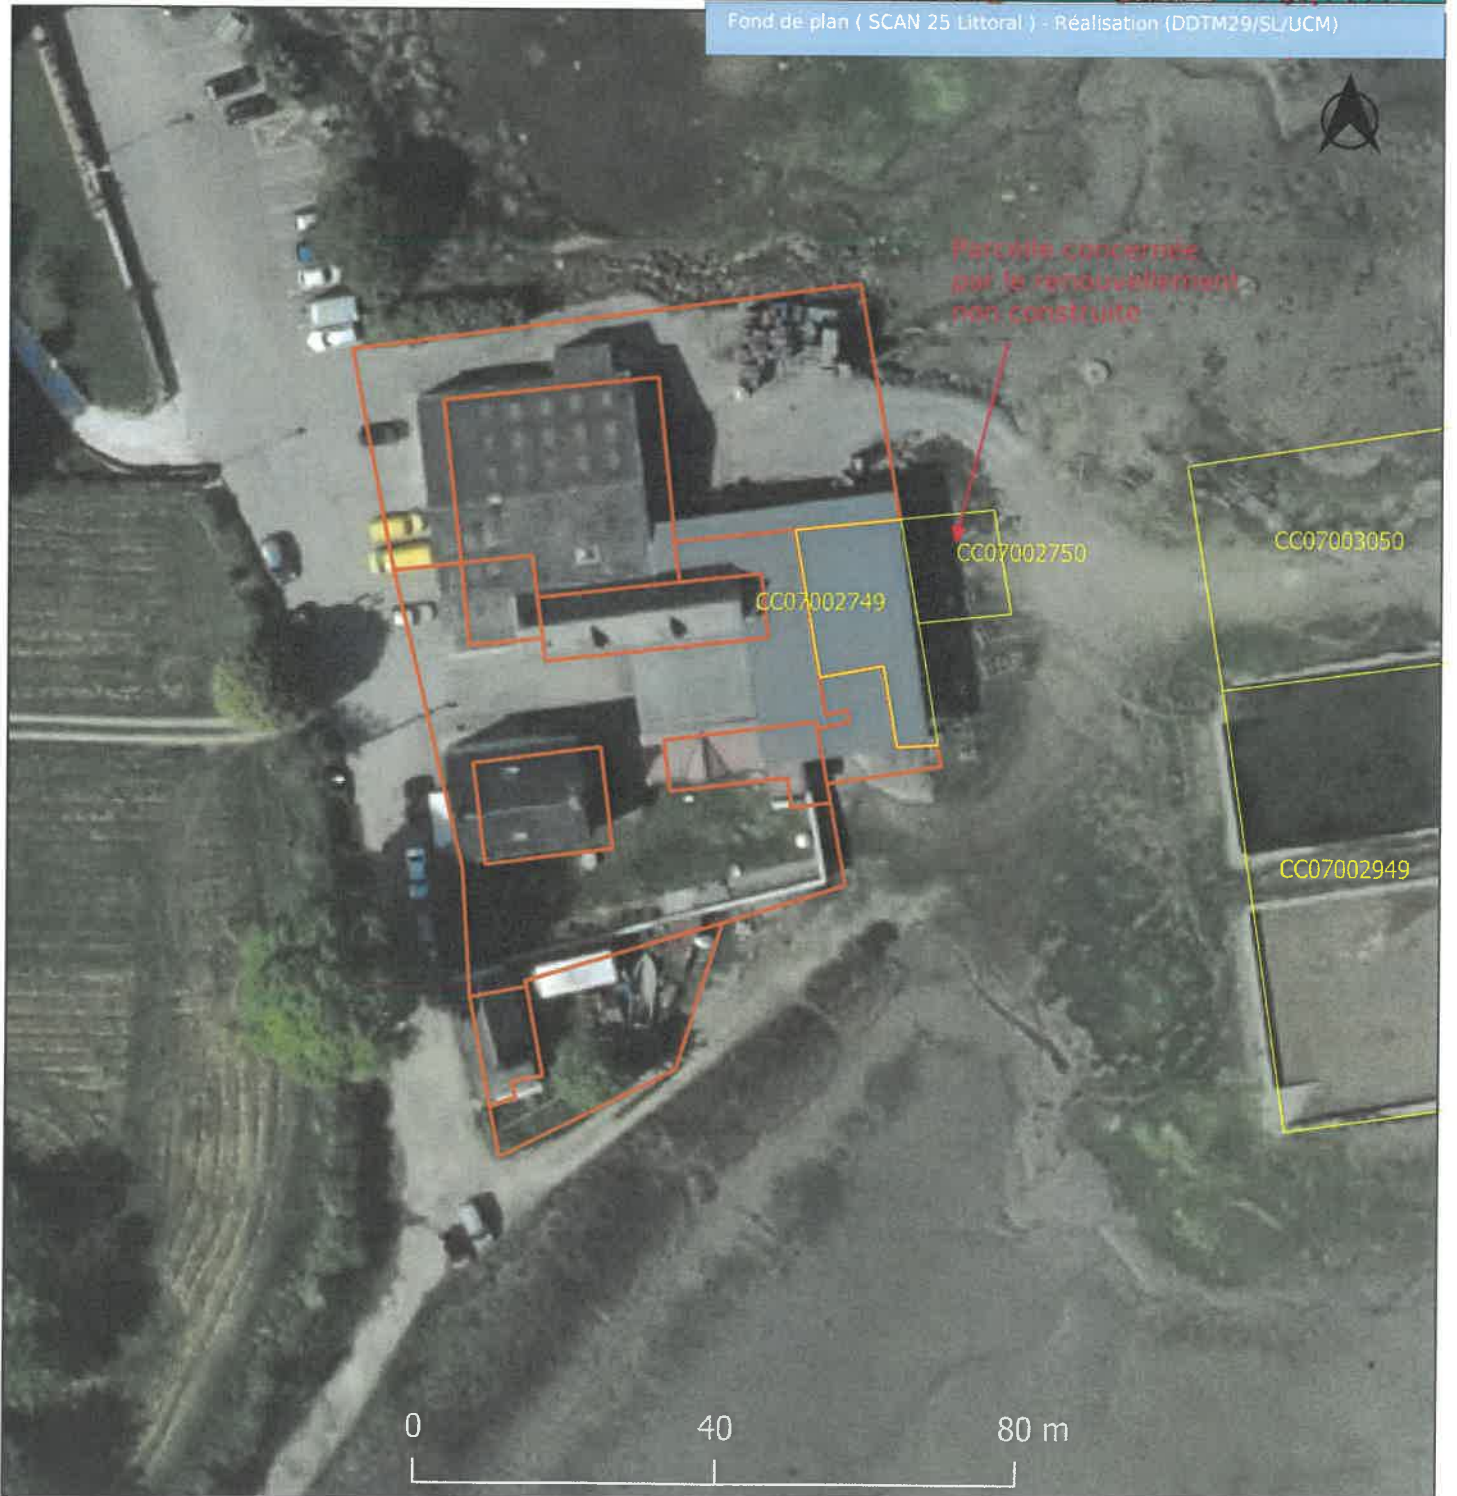 Fond de plan ( SCAN 25 Littoral ) - Réalisation (DDTM29/SL/UCM)
Parcelle concernée
par le renouvellement
non construite
CC07003050
CC07002750
CC07002749
CC07002949
0 40 80 m